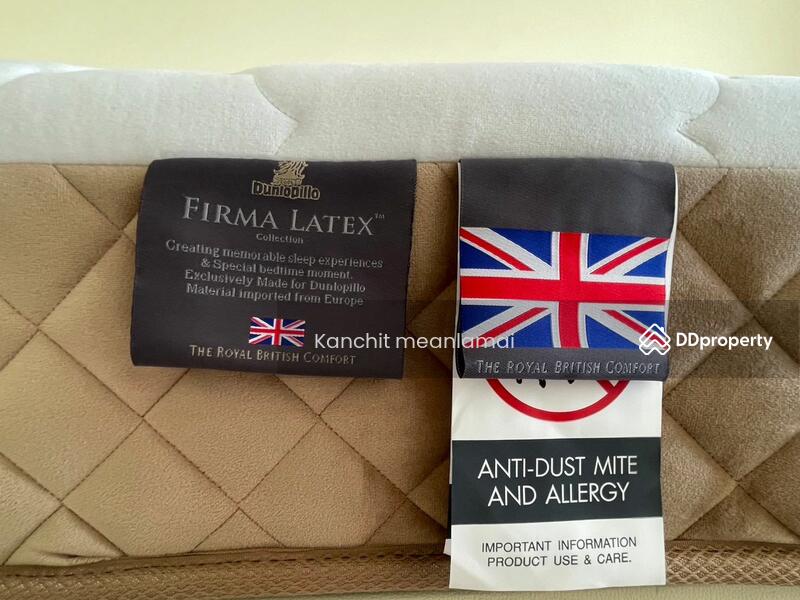 Dunlopillo
FIRMA LATEX™
Collection
Creating memorable sleep experiences
& Special bedtime moment.
Exclusively Made for Dunlopillo
Material imported from Europe
THE ROYAL BRITISH COMFORT
THE ROYAL BRITISH COMFORT
ANTI-DUST MITE
AND ALLERGY
IMPORTANT INFORMATION
PRODUCT USE & CARE.
Kanchit meanlamai
DDproperty